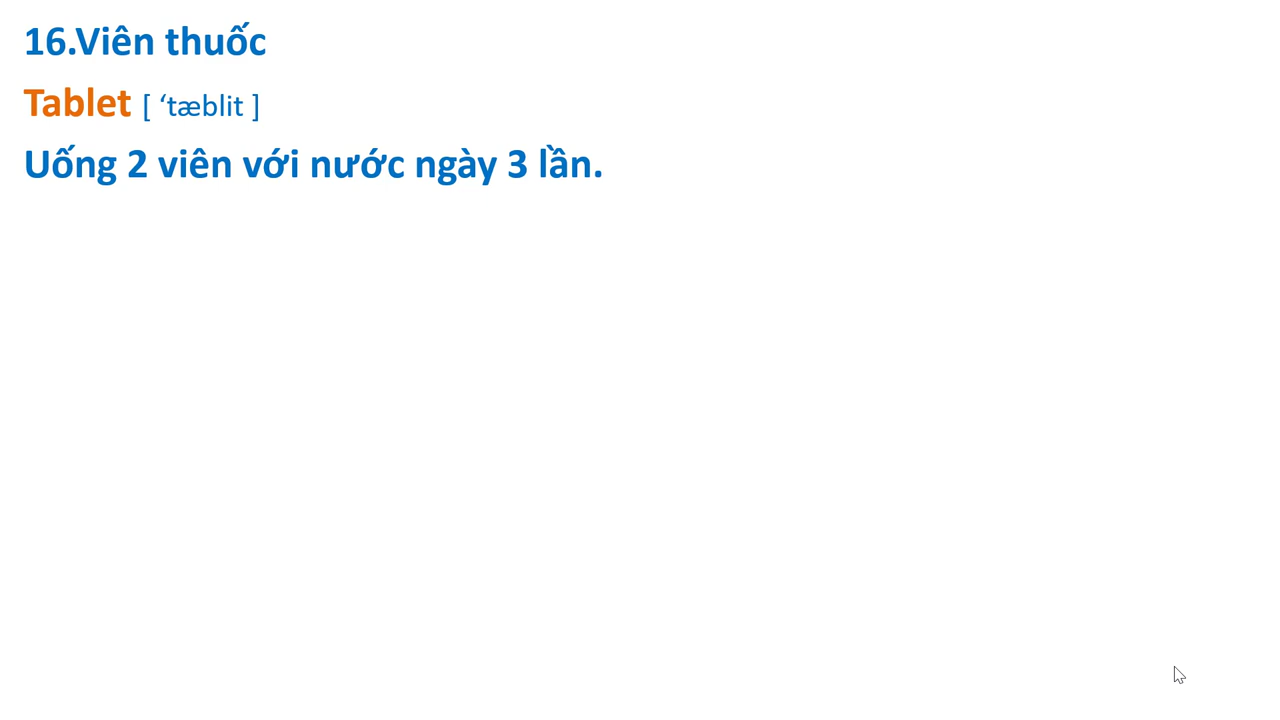 16.Viên thuốc
Tablet [ ‘tæblit ]
Uống 2 viên với nước ngày 3 lần.